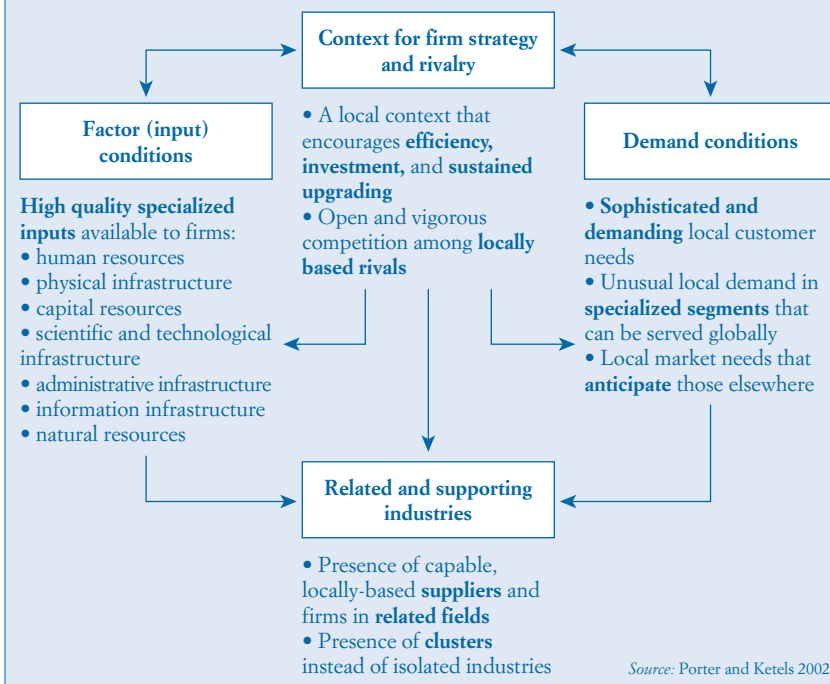 Context for firm strategy
and rivalry
Factor (input)
conditions
High quality specialized
inputs available to firms:
• human resources
• physical infrastructure
• capital resources
• scientific and technological
infrastructure
• administrative infrastructure
• information infrastructure
• natural resources
• A local context that
encourages efficiency,
investment, and sustained
upgrading
• Open and vigorous
competition among locally
based rivals
Demand conditions
• Sophisticated and
demanding local customer
needs
• Unusual local demand in
specialized segments that
can be served globally
• Local market needs that
anticipate those elsewhere
Related and supporting
industries
• Presence of capable,
locally-based suppliers and
firms in related fields
• Presence of clusters
instead of isolated industries
Source: Porter and Ketels 2002